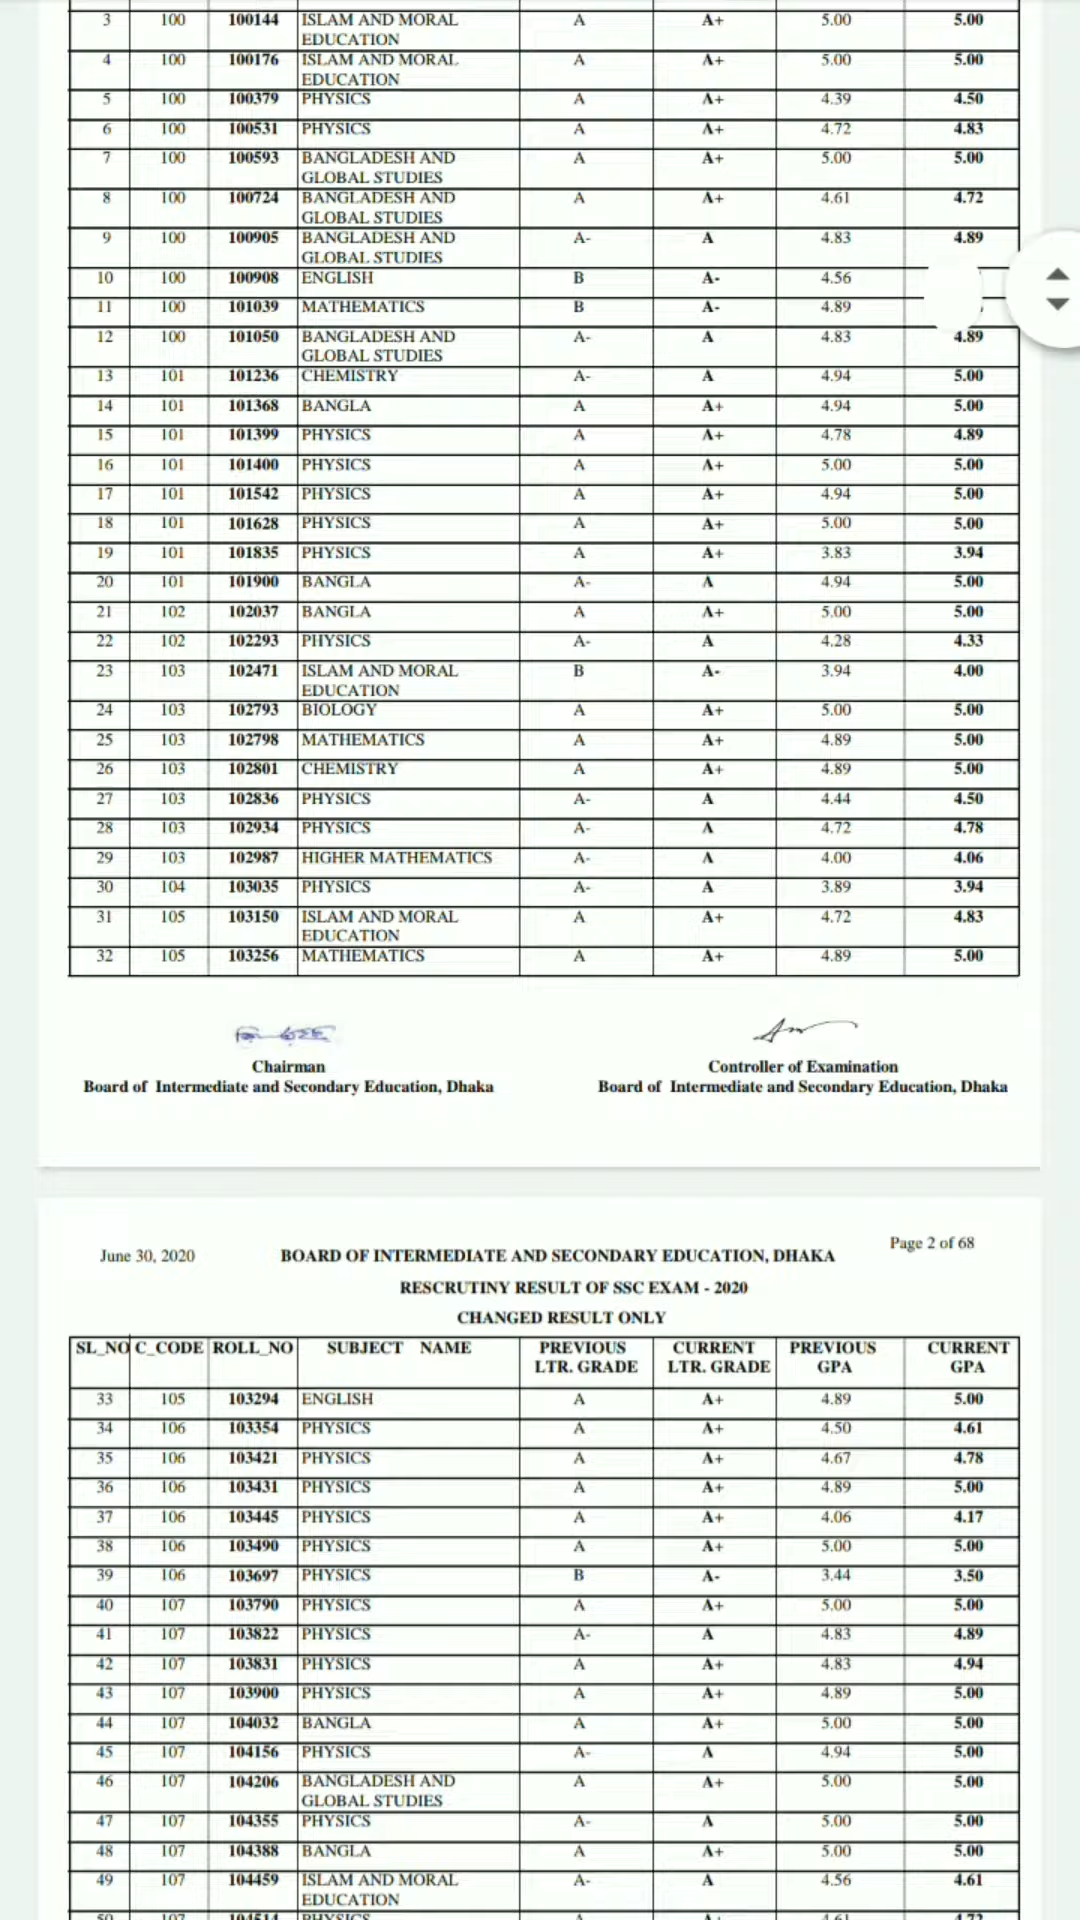 3 100 100144 ISLAM AND MORAL A A+ 5.00 5.00
EDUCATION
4 100 100176 ISLAM AND MORAL A A+ 5.00 5.00
EDUCATION
5 100 100379 PHYSICS A A+ 4.39 4.50
6 100 100531 PHYSICS A A+ 4.72 4.83
7 100 100593 BANGLADESH AND A A+ 5.00 5.00
GLOBAL STUDIES
8 100 100724 BANGLADESH AND A A+ 4.61 4.72
GLOBAL STUDIES
9 100 100905 BANGLADESH AND A- A 4.83 4.89
GLOBAL STUDIES
10 100 100908 ENGLISH B A- 4.56
11 100 101039 MATHEMATICS B A- 4.89
12 100 101050 BANGLADESH AND A- A 4.83 4.89
GLOBAL STUDIES
13 101 101236 CHEMISTRY A- A 4.94 5.00
14 101 101368 BANGLA A A+ 4.94 5.00
15 101 101399 PHYSICS A A+ 4.78 4.89
16 101 101400 PHYSICS A A+ 5.00 5.00
17 101 101542 PHYSICS A A+ 4.94 5.00
18 101 101628 PHYSICS A A+ 5.00 5.00
19 101 101835 PHYSICS A A+ 3.83 3.94
20 101 101900 BANGLA A- A 4.94 5.00
21 102 102037 BANGLA A A+ 5.00 5.00
22 102 102293 PHYSICS A- A 4.28 4.33
23 103 102471 ISLAM AND MORAL B A- 3.94 4.00
EDUCATION
24 103 102793 BIOLOGY A A+ 5.00 5.00
25 103 102798 MATHEMATICS A A+ 4.89 5.00
26 103 102801 CHEMISTRY A A+ 4.89 5.00
27 103 102836 PHYSICS A- A 4.44 4.50
28 103 102934 PHYSICS A- A 4.72 4.78
29 103 102987 HIGHER MATHEMATICS A- A 4.00 4.06
30 104 103035 PHYSICS A- A 3.89 3.94
31 105 103150 ISLAM AND MORAL A A+ 4.72 4.83
EDUCATION
32 105 103256 MATHEMATICS A A+ 4.89 5.00
Chairman Controller of Examination
Board of Intermediate and Secondary Education, Dhaka Board of Intermediate and Secondary Education, Dhaka
Page 2 of 68
June 30, 2020 BOARD OF INTERMEDIATE AND SECONDARY EDUCATION, DHAKA
RESCRUTINY RESULT OF SSC EXAM - 2020
CHANGED RESULT ONLY
SL_NO C_CODE ROLL_NO SUBJECT NAME PREVIOUS CURRENT PREVIOUS CURRENT
LTR. GRADE LTR. GRADE GPA GPA
33 105 103294 ENGLISH A A+ 4.89 5.00
34 106 103354 PHYSICS A A+ 4.50 4.61
35 106 103421 PHYSICS A A+ 4.67 4.78
36 106 103431 PHYSICS A A+ 4.89 5.00
37 106 103445 PHYSICS A A+ 4.06 4.17
38 106 103490 PHYSICS A A+ 5.00 5.00
39 106 103697 PHYSICS B A- 3.44 3.50
40 107 103790 PHYSICS A A+ 5.00 5.00
41 107 103822 PHYSICS A- A 4.83 4.89
42 107 103831 PHYSICS A A+ 4.83 4.94
43 107 103900 PHYSICS A A+ 4.89 5.00
44 107 104032 BANGLA A A+ 5.00 5.00
45 107 104156 PHYSICS A- A 4.94 5.00
46 107 104206 BANGLADESH AND A A+ 5.00 5.00
GLOBAL STUDIES
47 107 104355 PHYSICS A- A 5.00 5.00
48 107 104388 BANGLA A A+ 5.00 5.00
49 107 104459 ISLAM AND MORAL A- A 4.56 4.61
EDUCATION
50 107 104514 PHYSICS A A+ 4.61 4.72